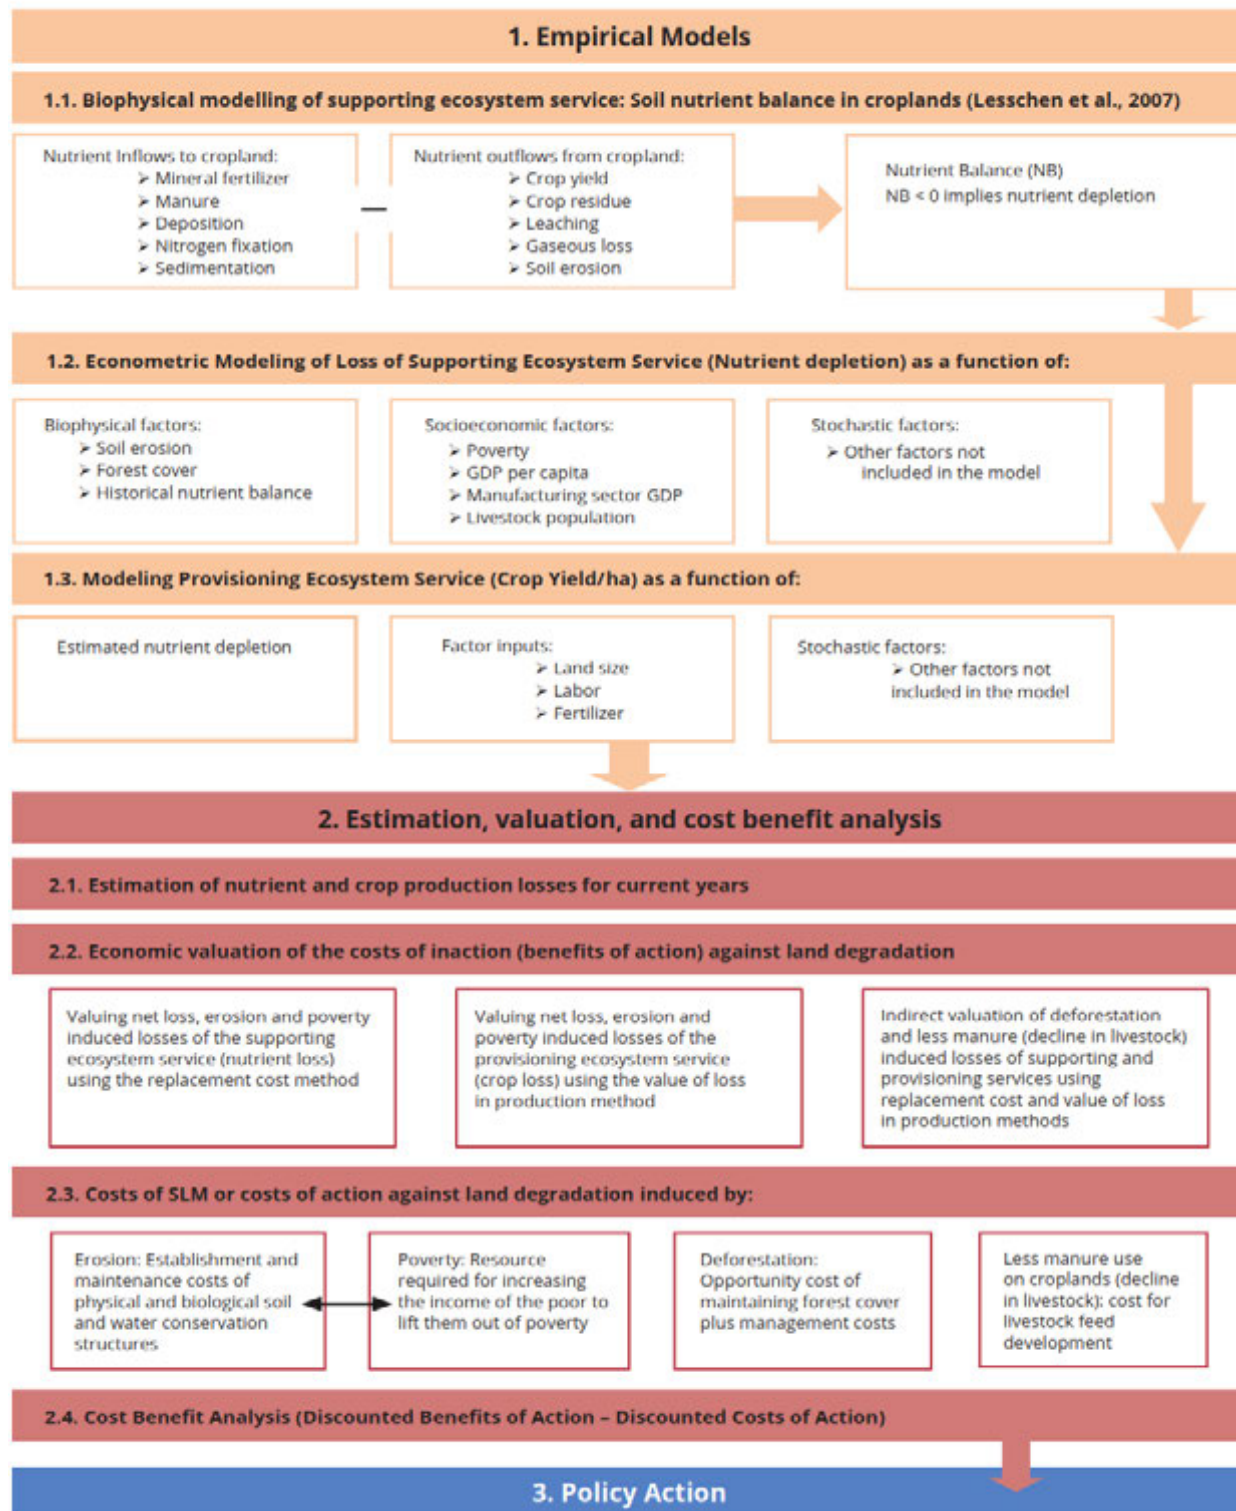 1. Empirical Models
1.1. Biophysical modelling of supporting ecosystem service: Soil nutrient balance in croplands (Lesschen et al., 2007)
Nutrient Inflows to cropland:
➢ Mineral fertilizer
➢ Manure
➢ Deposition
➢ Nitrogen fixation
➢ Sedimentation
—
Nutrient outflows from cropland:
➢ Crop yield
➢ Crop residue
➢ Leaching
➢ Gaseous loss
➢ Soil erosion
Nutrient Balance (NB)
NB < 0 implies nutrient depletion
1.2. Econometric Modeling of Loss of Supporting Ecosystem Service (Nutrient depletion) as a function of:
Biophysical factors:
➢ Soil erosion
➢ Forest cover
➢ Historical nutrient balance
Socioeconomic factors:
➢ Poverty
➢ GDP per capita
➢ Manufacturing sector GDP
➢ Livestock population
Stochastic factors:
➢ Other factors not
included in the model
1.3. Modeling Provisioning Ecosystem Service (Crop Yield/ha) as a function of:
Estimated nutrient depletion
Factor inputs:
➢ Land size
➢ Labor
➢ Fertilizer
Stochastic factors:
➢ Other factors not
included in the model
2. Estimation, valuation, and cost benefit analysis
2.1. Estimation of nutrient and crop production losses for current years
2.2. Economic valuation of the costs of inaction (benefits of action) against land degradation
Valuing net loss, erosion and poverty
induced losses of the supporting
ecosystem service (nutrient loss)
using the replacement cost method
Valuing net loss, erosion and
poverty induced losses of the
provisioning ecosystem service
(crop loss) using the value of loss
in production method
Indirect valuation of deforestation
and less manure (decline in livestock)
induced losses of supporting and
provisioning services using
replacement cost and value of loss
in production methods
2.3. Costs of SLM or costs of action against land degradation induced by:
Erosion: Establishment and
maintenance costs of
physical and biological soil
and water conservation
structures
Poverty: Resource
required for increasing
the income of the poor to
lift them out of poverty
Deforestation:
Opportunity cost of
maintaining forest cover
plus management costs
Less manure use
on croplands (decline
in livestock): cost for
livestock feed
development
2.4. Cost Benefit Analysis (Discounted Benefits of Action – Discounted Costs of Action)
3. Policy Action